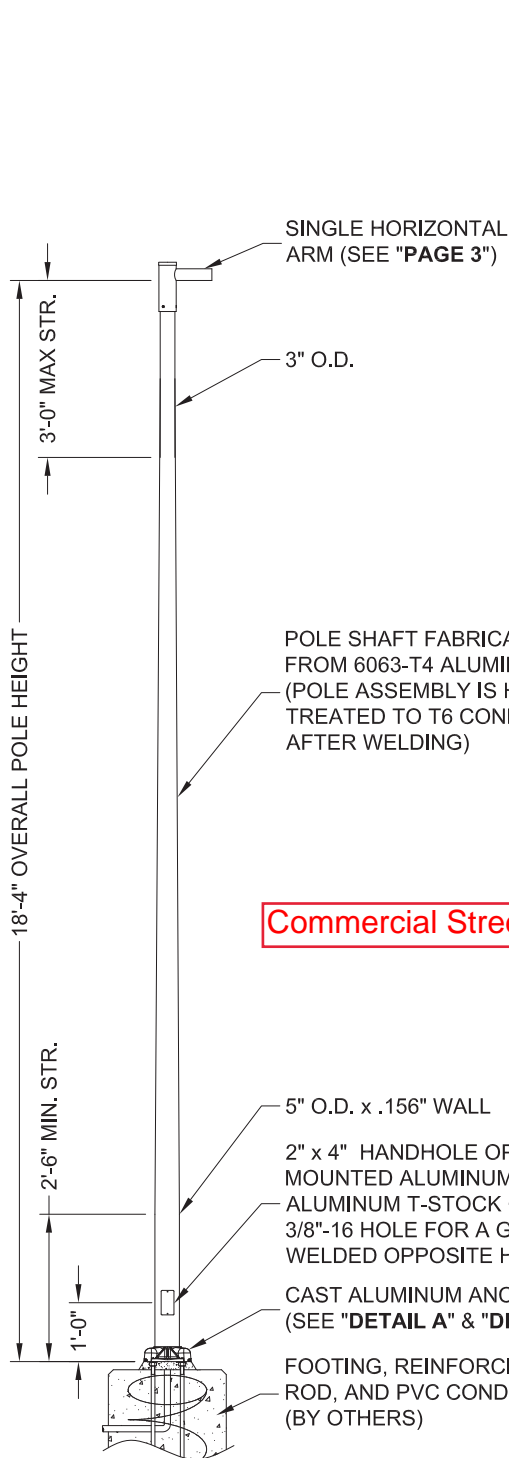 SINGLE HORIZONTAL
ARM (SEE "PAGE 3")
3'-0" MAX STR.
3" O.D.
18'-4" OVERALL POLE HEIGHT
POLE SHAFT FABRICA
FROM 6063-T4 ALUMI
(POLE ASSEMBLY IS H
TREATED TO T6 CON
AFTER WELDING)
Commercial Stree
2'-6" MIN. STR.
5" O.D. x .156" WALL
2" x 4" HANDHOLE OP
MOUNTED ALUMINUM
ALUMINUM T-STOCK
3/8"-16 HOLE FOR A G
WELDED OPPOSITE H
1'-0"
CAST ALUMINUM ANC
(SEE "DETAIL A" & "D
FOOTING, REINFORC
ROD, AND PVC COND
(BY OTHERS)